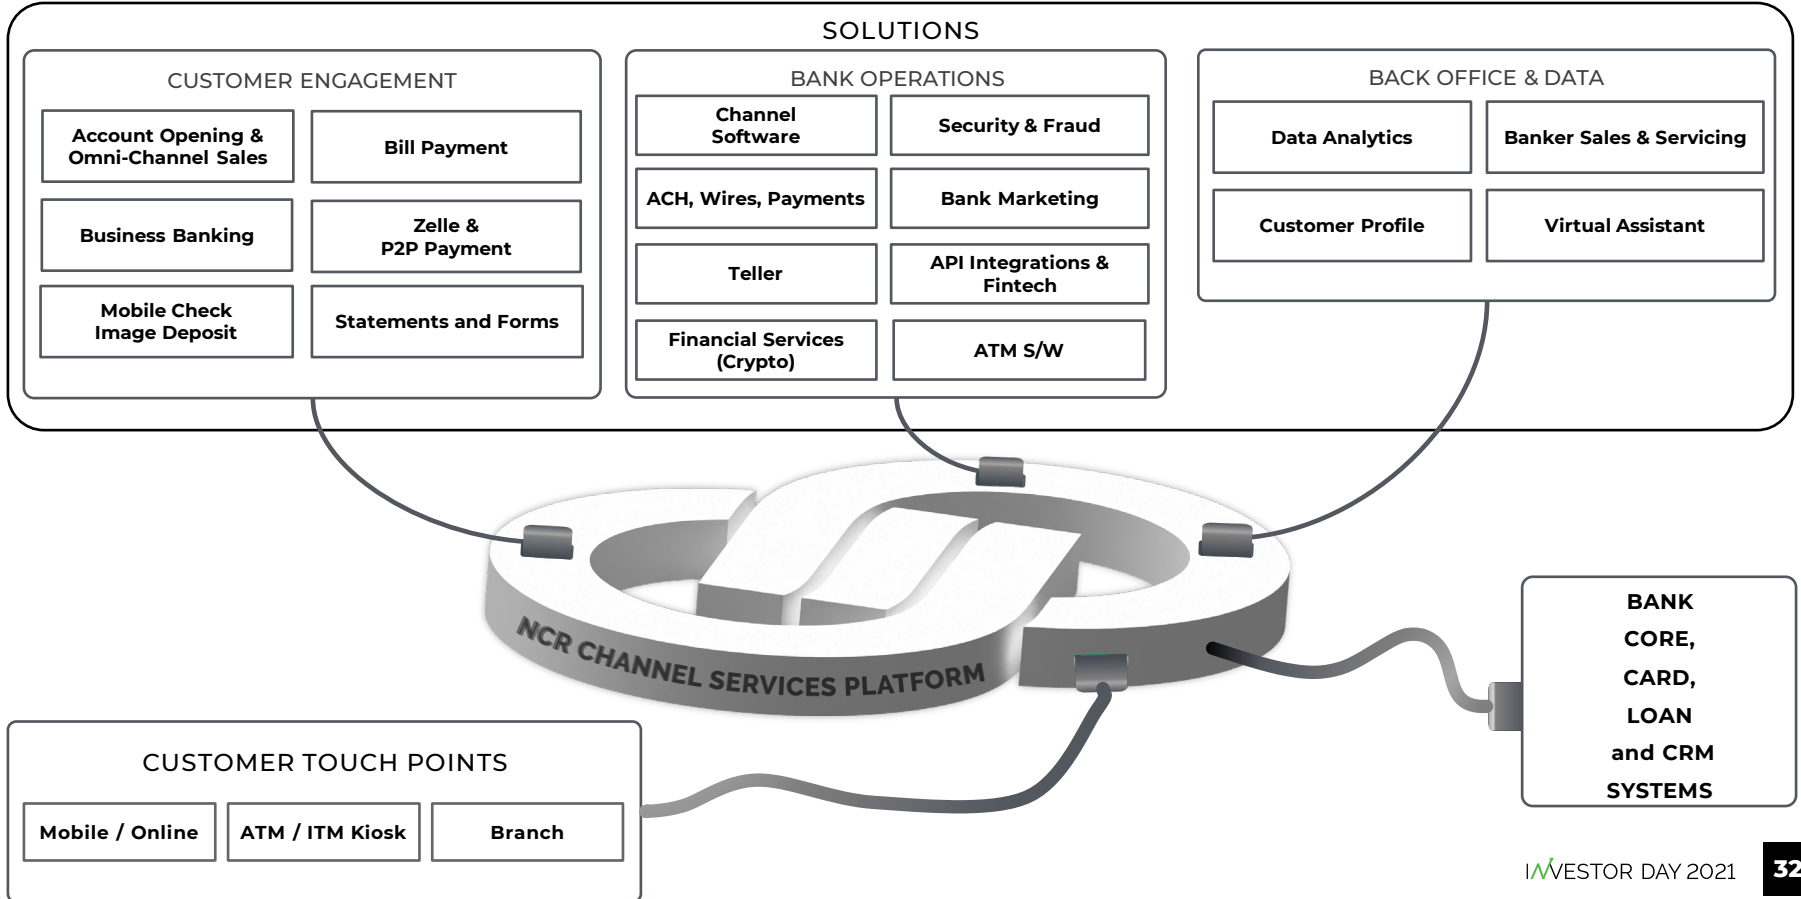 SOLUTIONS
CUSTOMER ENGAGEMENT
Account Opening &
Omni-Channel Sales
Bill Payment
Business Banking
Zelle &
P2P Payment
Mobile Check
Image Deposit
Statements and Forms
BANK OPERATIONS
Channel
Software
Security & Fraud
ACH, Wires, Payments
Bank Marketing
Teller
API Integrations &
Fintech
Financial Services
(Crypto)
ATM S/W
BACK OFFICE & DATA
Data Analytics
Banker Sales & Servicing
Customer Profile
Virtual Assistant
NCR CHANNEL SERVICES PLATFORM
BANK
CORE,
CARD,
LOAN
and CRM
SYSTEMS
CUSTOMER TOUCH POINTS
Mobile / Online
ATM / ITM Kiosk
Branch
INVESTOR DAY 2021
32